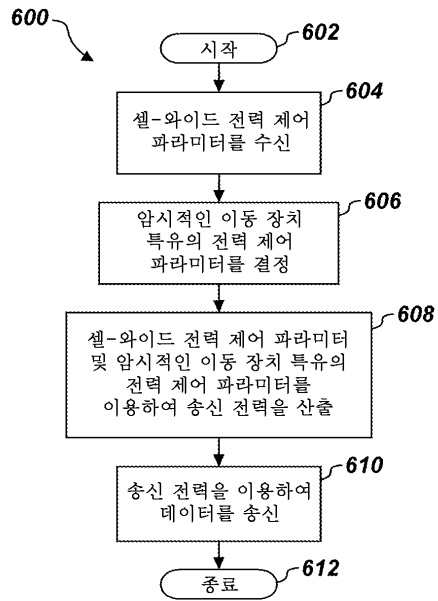 600
시작
602
604
셀-와이드 전력 제어
파라미터를 수신
606
암시적인 이동 장치
특유의 전력 제어
파라미터를 결정
608
셀-와이드 전력 제어 파라미터
및 암시적인 이동 장치 특유의
전력 제어 파라미터를
이용하여 송신 전력을 산출
610
송신 전력을 이용하여
데이터를 송신
612
종료